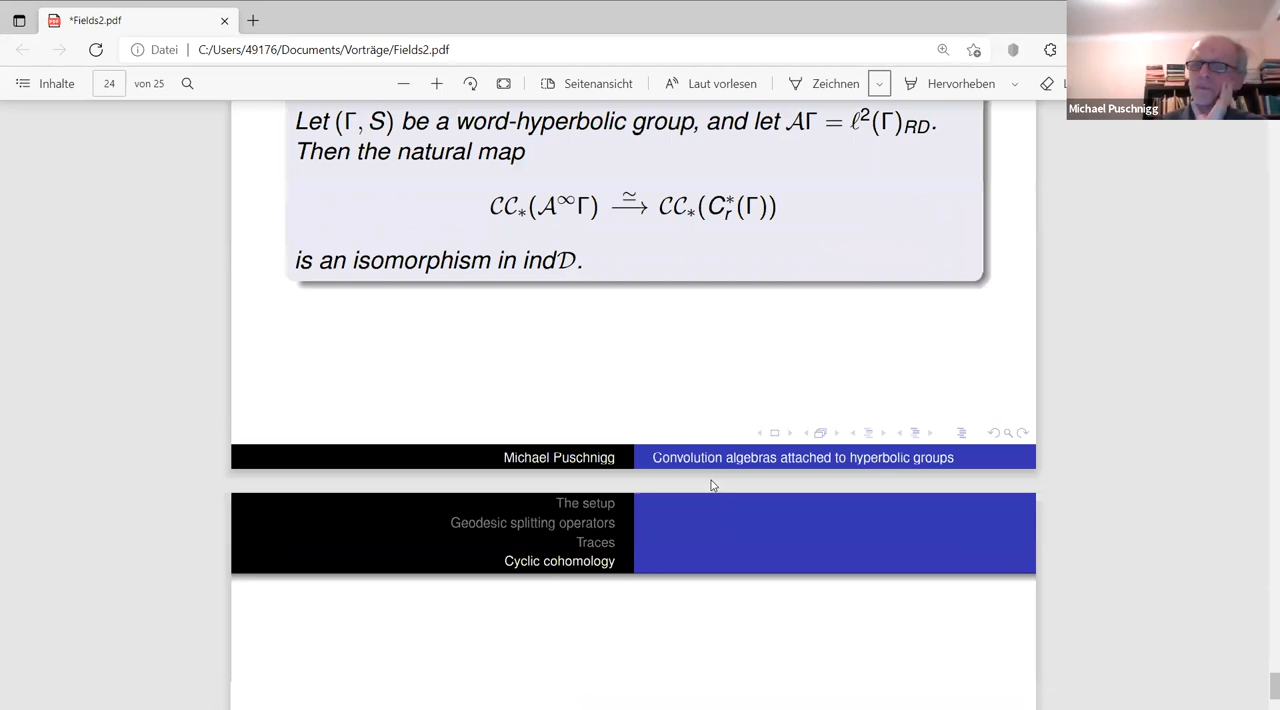 *Fields2.pdf
Datei | C:/Users/49176/Documents/Vorträge/Fields2.pdf
Inhalte 24 von 25 Seitenansicht Laut vorlesen Zeichnen Hervorheben
Michael Puschnigg
Let (Γ, S) be a word-hyperbolic group, and let 𝒜Γ = ℓ²(Γ)_RD.
Then the natural map
𝒞𝒞_*(𝒜^∞Γ) ⟶^≃ 𝒞𝒞_*(C_r^*(Γ))
is an isomorphism in ind𝒟.
Michael Puschnigg Convolution algebras attached to hyperbolic groups
The setup
Geodesic splitting operators
Traces
Cyclic cohomology